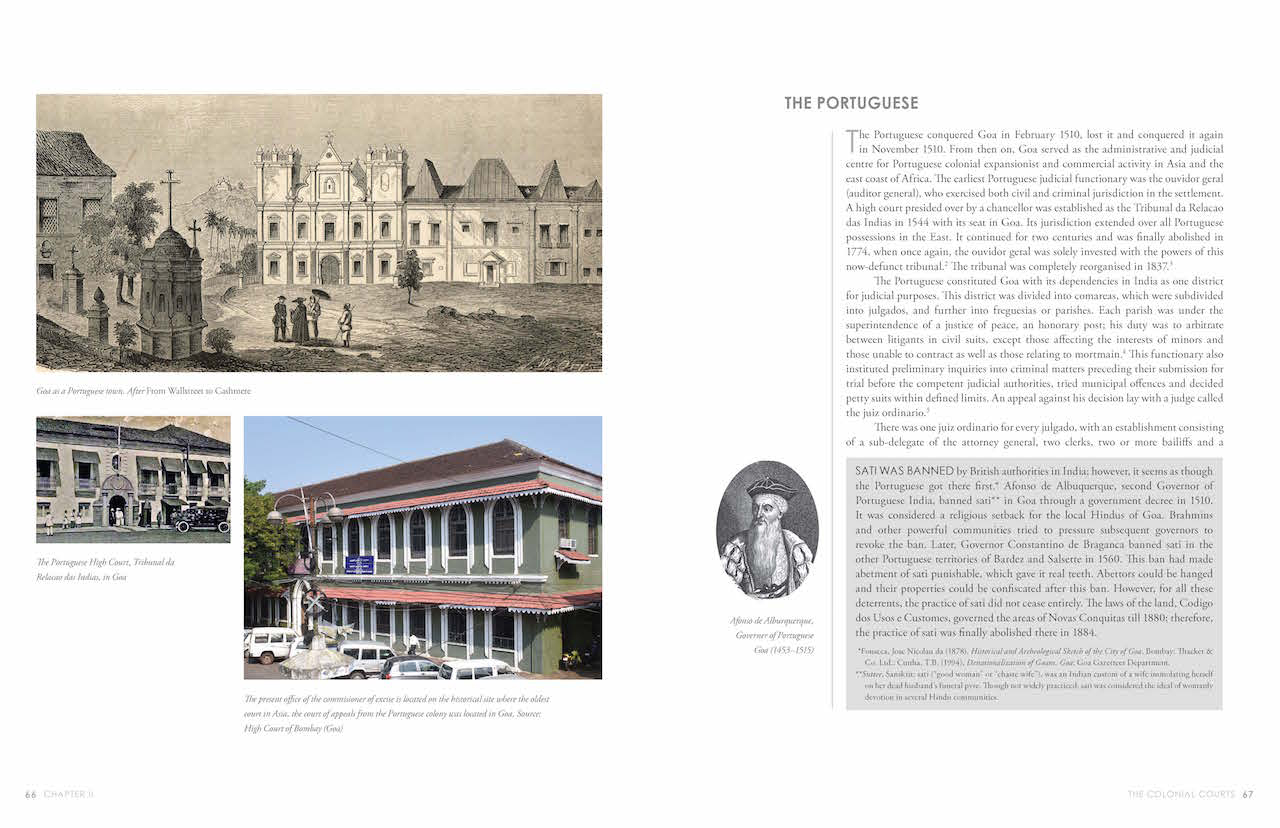 Goa as a Portuguese town. After From Wallstreet to Cashmere
The Portuguese High Court, Tribunal da
Relacao das Indias, in Goa
The present office of the commissioner of excise is located on the historical site where the oldest
court in Asia, the court of appeals from the Portuguese colony was located in Goa. Source:
High Court of Bombay (Goa)
66 CHAPTER II
THE PORTUGUESE
The Portuguese conquered Goa in February 1510, lost it and conquered it again
in November 1510. From then on, Goa served as the administrative and judicial
centre for Portuguese colonial expansionist and commercial activity in Asia and the
east coast of Africa. The earliest Portuguese judicial functionary was the ouvidor geral
(auditor general), who exercised both civil and criminal jurisdiction in the settlement.
A high court presided over by a chancellor was established as the Tribunal da Relacao
das Indias in 1544 with its seat in Goa. Its jurisdiction extended over all Portuguese
possessions in the East. It continued for two centuries and was finally abolished in
1774, when once again, the ouvidor geral was solely invested with the powers of this
now-defunct tribunal.2 The tribunal was completely reorganised in 1837.3
The Portuguese constituted Goa with its dependencies in India as one district
for judicial purposes. This district was divided into comareas, which were subdivided
into julgados, and further into freguesias or parishes. Each parish was under the
superintendence of a justice of peace, an honorary post; his duty was to arbitrate
between litigants in civil suits, except those affecting the interests of minors and
those unable to contract as well as those relating to mortmain.4 This functionary also
instituted preliminary inquiries into criminal matters preceding their submission for
trial before the competent judicial authorities, tried municipal offences and decided
petty suits within defined limits. An appeal against his decision lay with a judge called
the juiz ordinario.5
There was one juiz ordinario for every julgado, with an establishment consisting
of a sub-delegate of the attorney general, two clerks, two or more bailiffs and a
Afonso de Alburquerque,
Governer of Portuguese
Goa (1453–1515)
SATI WAS BANNED by British authorities in India; however, it seems as though
the Portuguese got there first.* Afonso de Albuquerque, second Governor of
Portuguese India, banned sati** in Goa through a government decree in 1510.
It was considered a religious setback for the local Hindus of Goa. Brahmins
and other powerful communities tried to pressure subsequent governors to
revoke the ban. Later, Governor Constantino de Braganca banned sati in the
other Portuguese territories of Bardez and Salsette in 1560. This ban had made
abetment of sati punishable, which gave it real teeth. Abettors could be hanged
and their properties could be confiscated after this ban. However, for all these
deterrents, the practice of sati did not cease entirely. The laws of the land, Codigo
dos Usos e Customes, governed the areas of Novas Conquitas till 1880; therefore,
the practice of sati was finally abolished there in 1884.
*Fonseca, Jose Nicolau da (1878), Historical and Archeological Sketch of the City of Goa, Bombay: Thacker &
Co. Ltd.; Cunha, T.B. (1994), Denationalization of Goans, Goa: Goa Gazetteer Department.
**Suttee, Sanskrit: sati ("good woman" or "chaste wife"), was an Indian custom of a wife immolating herself
on her dead husband's funeral pyre. Though not widely practiced; sati was considered the ideal of womanly
devotion in several Hindu communities.
THE COLONIAL COURTS 67